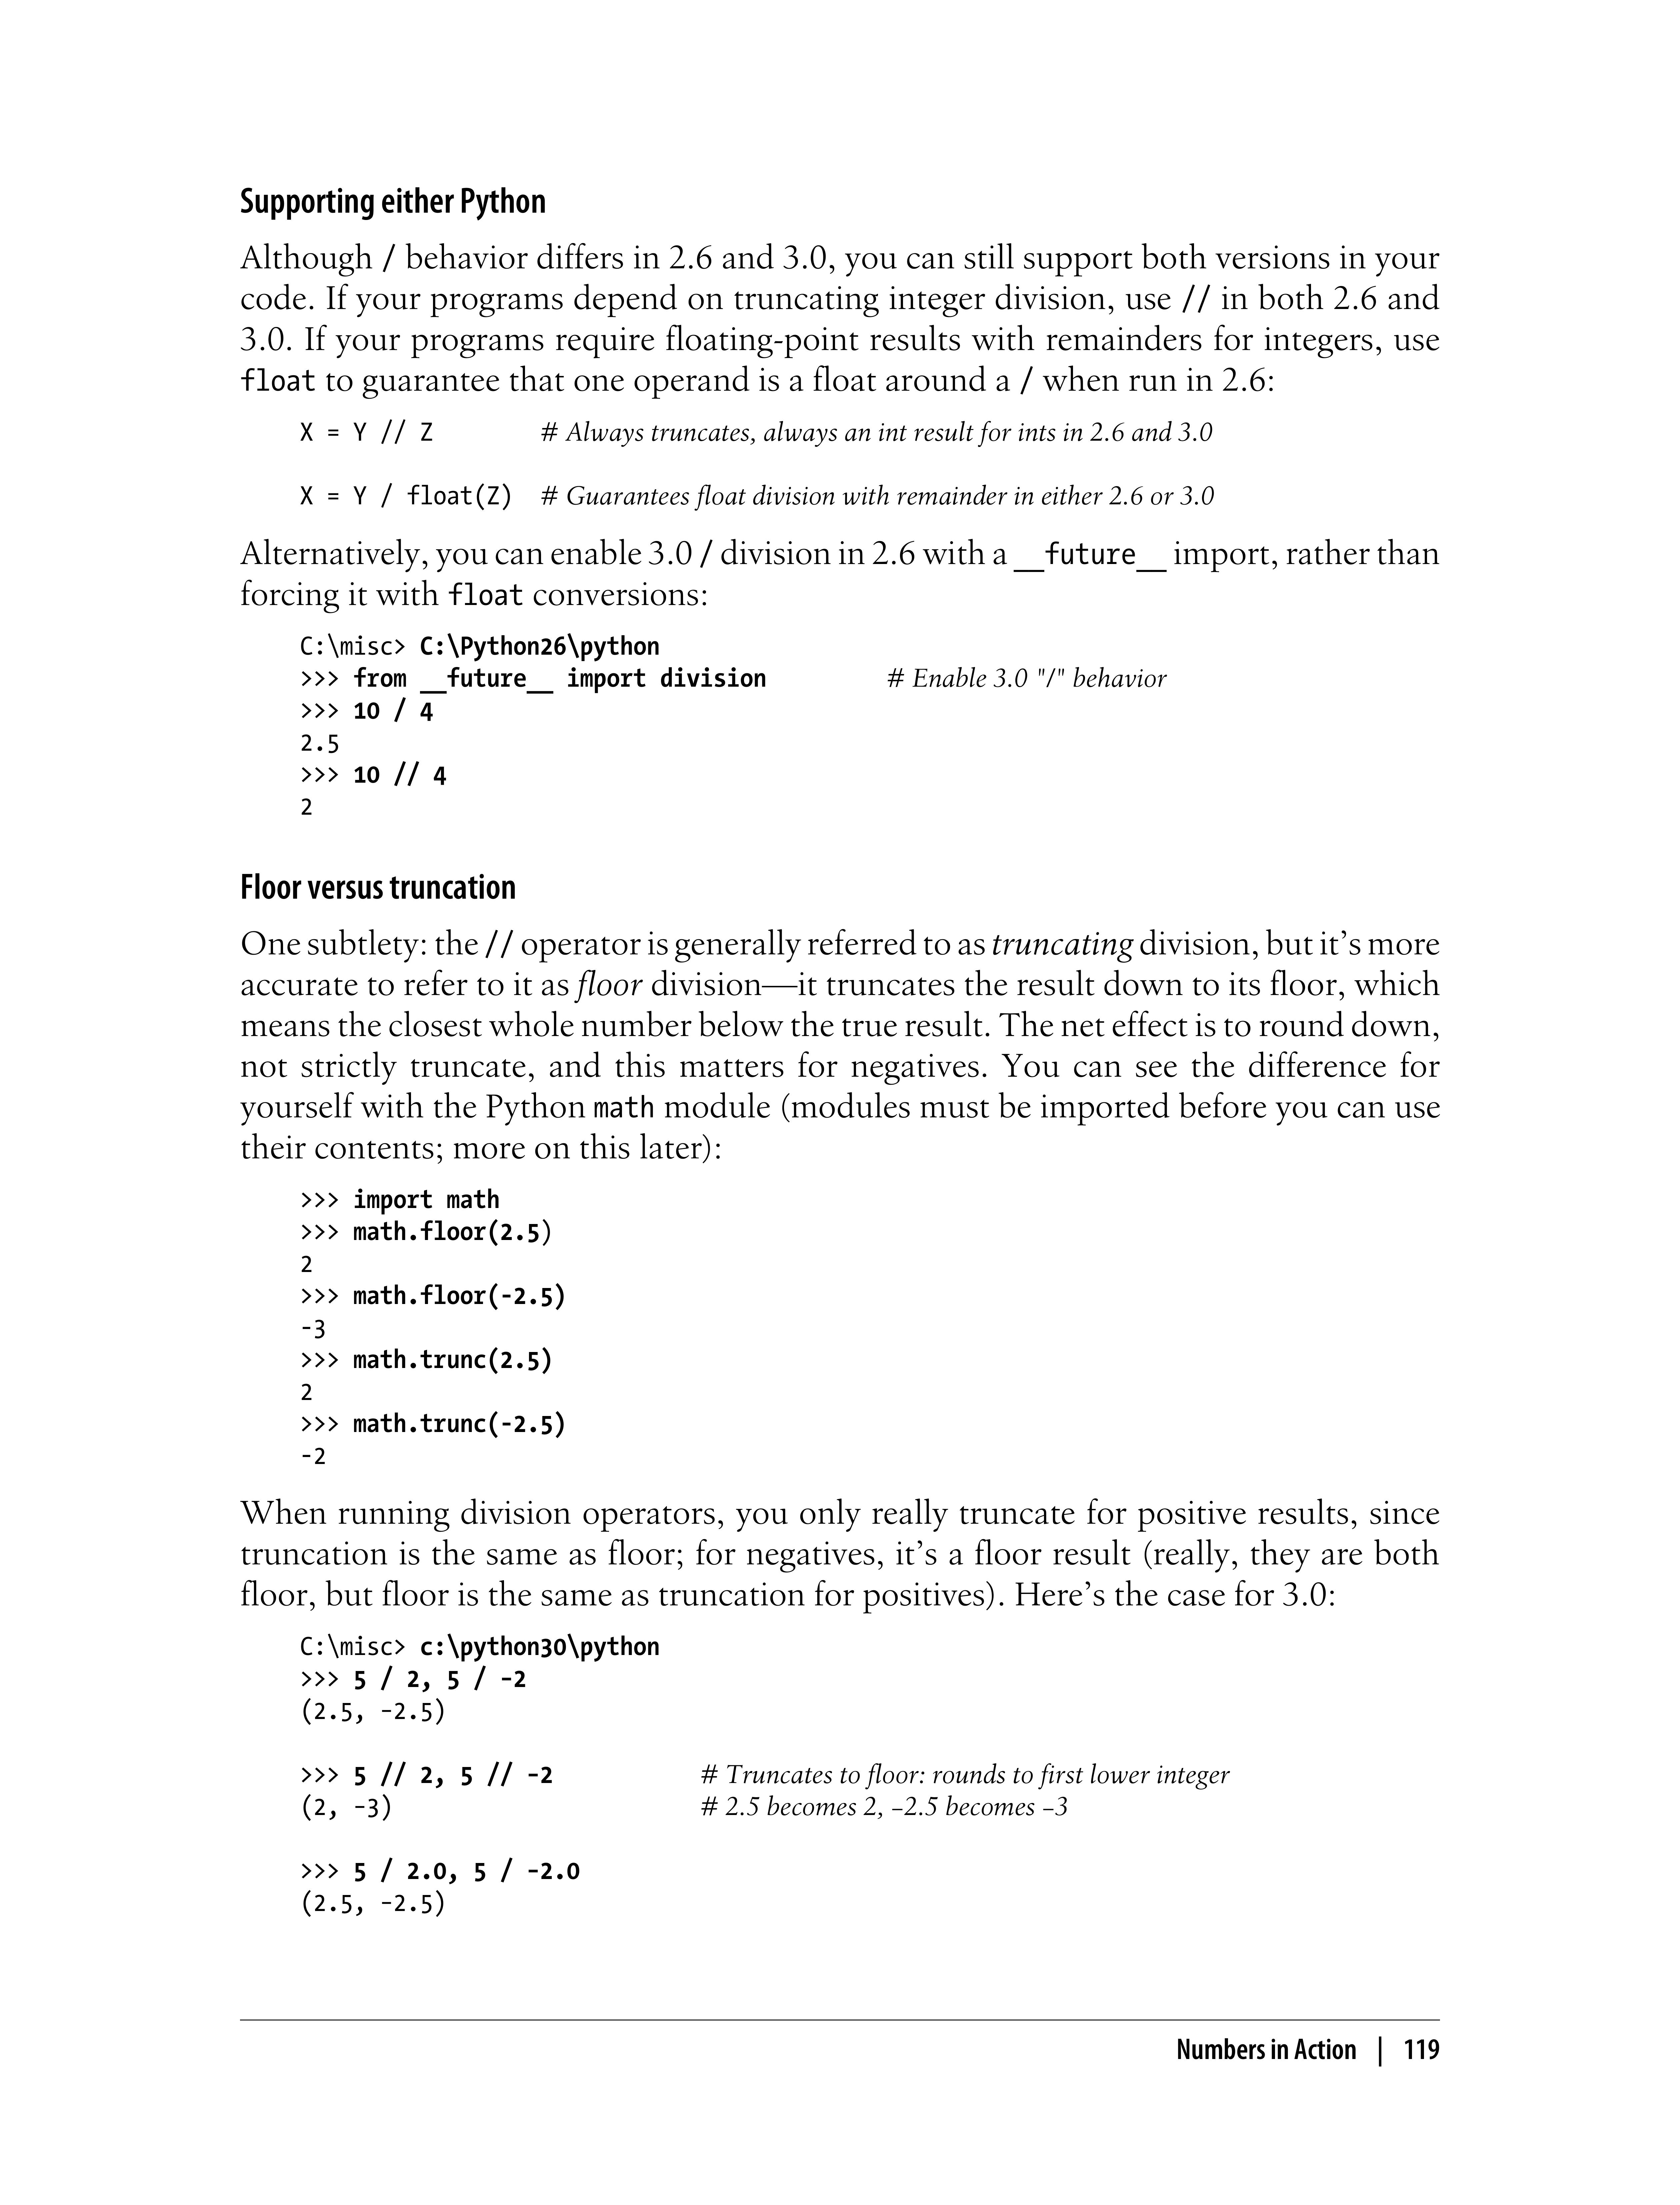 Supporting either Python
Although / behavior differs in 2.6 and 3.0, you can still support both versions in your
code. If your programs depend on truncating integer division, use // in both 2.6 and
3.0. If your programs require floating-point results with remainders for integers, use
float to guarantee that one operand is a float around a / when run in 2.6:
X = Y // Z        # Always truncates, always an int result for ints in 2.6 and 3.0
X = Y / float(Z)  # Guarantees float division with remainder in either 2.6 or 3.0
Alternatively, you can enable 3.0 / division in 2.6 with a __future__ import, rather than
forcing it with float conversions:
C:\misc> C:\Python26\python
>>> from __future__ import division         # Enable 3.0 "/" behavior
>>> 10 / 4
2.5
>>> 10 // 4
2
Floor versus truncation
One subtlety: the // operator is generally referred to as truncating division, but it’s more
accurate to refer to it as floor division—it truncates the result down to its floor, which
means the closest whole number below the true result. The net effect is to round down,
not strictly truncate, and this matters for negatives. You can see the difference for
yourself with the Python math module (modules must be imported before you can use
their contents; more on this later):
>>> import math
>>> math.floor(2.5)
2
>>> math.floor(-2.5)
-3
>>> math.trunc(2.5)
2
>>> math.trunc(-2.5)
-2
When running division operators, you only really truncate for positive results, since
truncation is the same as floor; for negatives, it’s a floor result (really, they are both
floor, but floor is the same as truncation for positives). Here’s the case for 3.0:
C:\misc> c:\python30\python
>>> 5 / 2, 5 / -2
(2.5, -2.5)
>>> 5 // 2, 5 // -2           # Truncates to floor: rounds to first lower integer
(2, -3)                       # 2.5 becomes 2, –2.5 becomes –3
>>> 5 / 2.0, 5 / -2.0
(2.5, -2.5)
Numbers in Action | 119